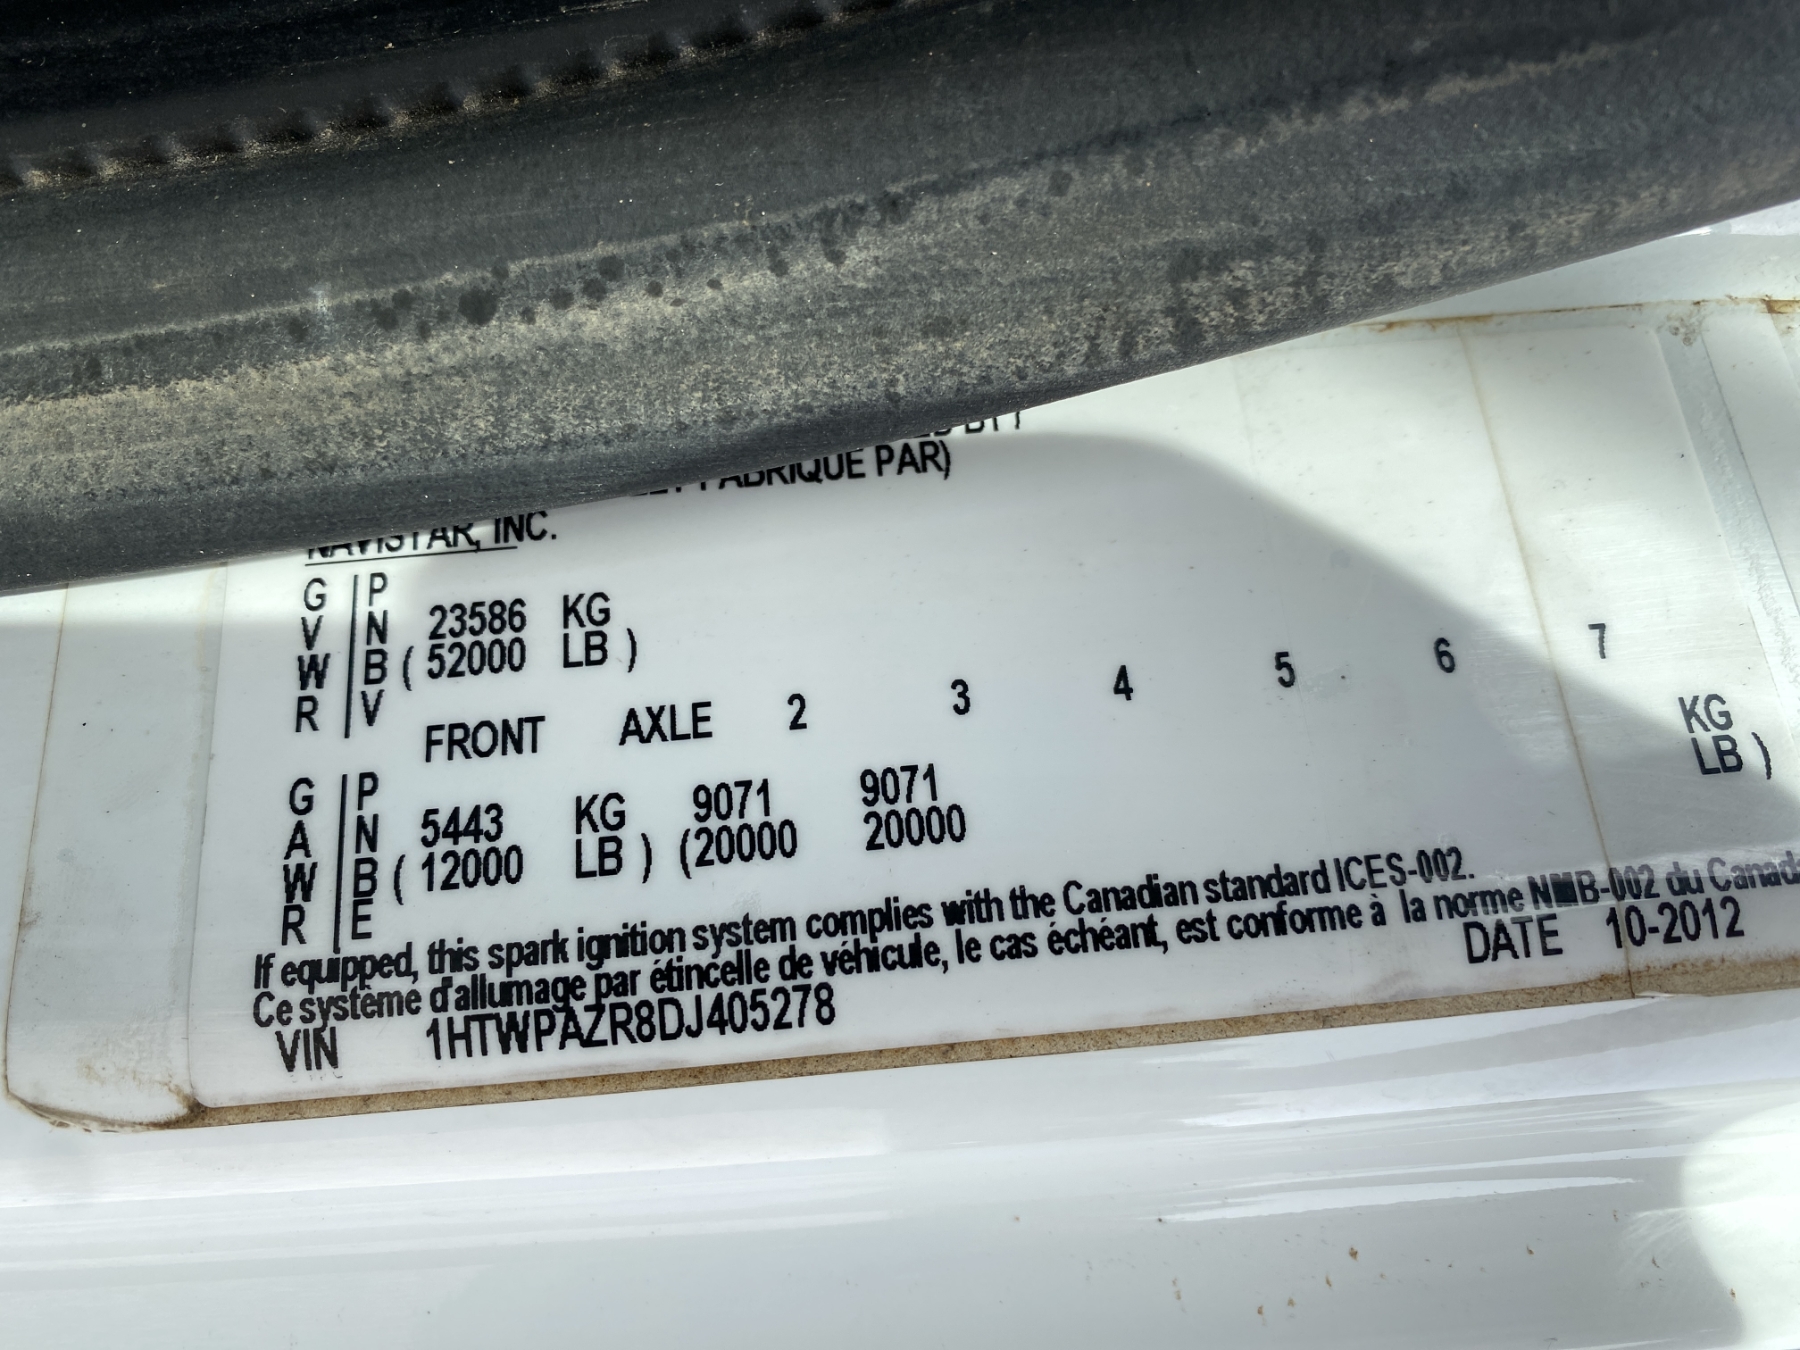 FABRIQUÉ PAR)
NAVISTAR, INC.
G P
V N 23586 KG
W B ( 52000 LB )
R V
FRONT AXLE 2 3 4 5 6 7
G P
A N 5443 KG 9071 9071 KG
W B ( 12000 LB ) (20000 20000 LB )
R E
If equipped, this spark ignition system complies with the Canadian standard ICES-002.
Ce système d'allumage par étincelle de véhicule, le cas échéant, est conforme à la norme NMB-002 du Canada
DATE 10-2012
VIN 1HTWPAZR8DJ405278